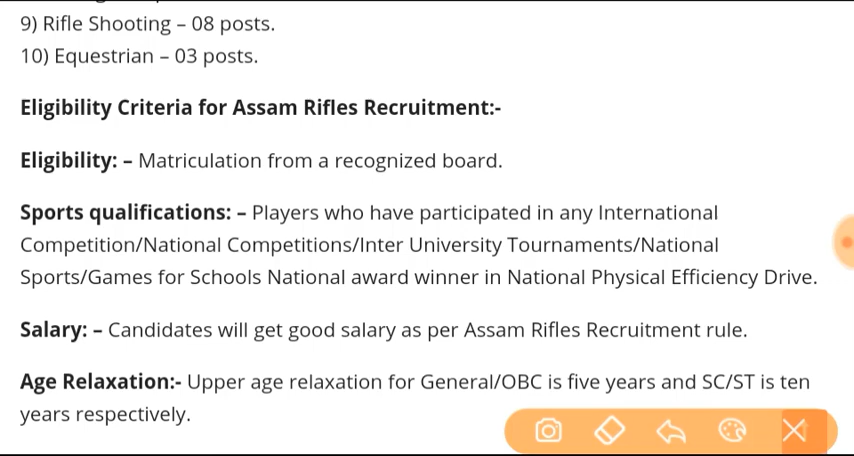 9) Rifle Shooting – 08 posts.
10) Equestrian – 03 posts.
Eligibility Criteria for Assam Rifles Recruitment:-
Eligibility: – Matriculation from a recognized board.
Sports qualifications: – Players who have participated in any International
Competition/National Competitions/Inter University Tournaments/National
Sports/Games for Schools National award winner in National Physical Efficiency Drive.
Salary: – Candidates will get good salary as per Assam Rifles Recruitment rule.
Age Relaxation:- Upper age relaxation for General/OBC is five years and SC/ST is ten
years respectively.